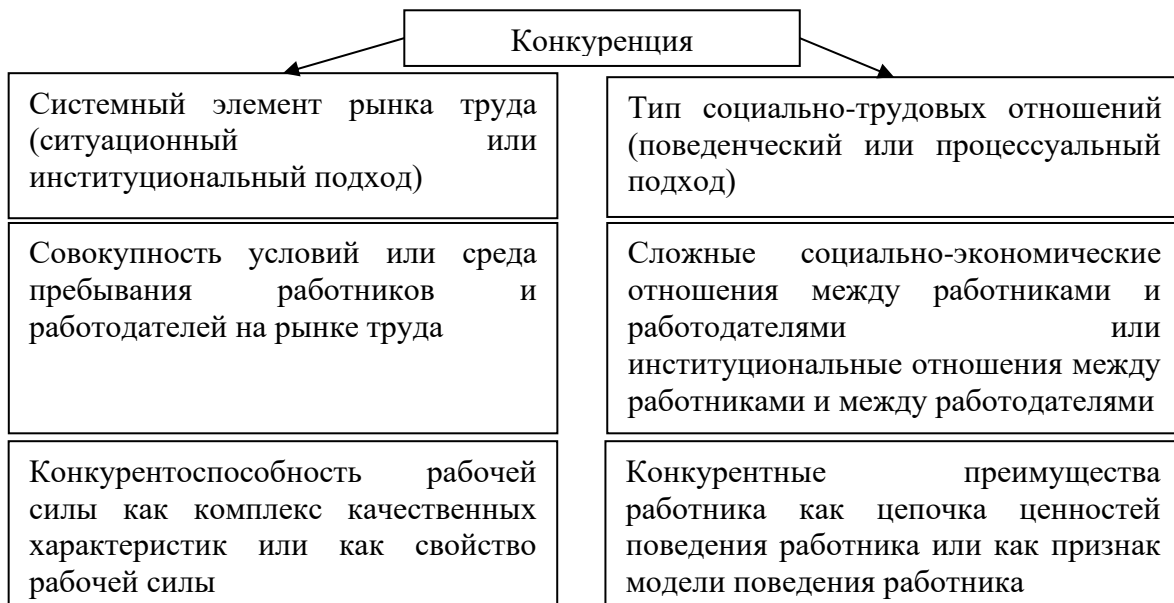 Конкуренция
Системный элемент рынка труда
(ситуационный или
институциональный подход)
Тип социально-трудовых отношений
(поведенческий или процессуальный
подход)
Совокупность условий или среда
пребывания работников и
работодателей на рынке труда
Сложные социально-экономические
отношения между работниками и
работодателями или
институциональные отношения между
работниками и между работодателями
Конкурентоспособность рабочей
силы как комплекс качественных
характеристик или как свойство
рабочей силы
Конкурентные преимущества
работника как цепочка ценностей
поведения работника или как признак
модели поведения работника